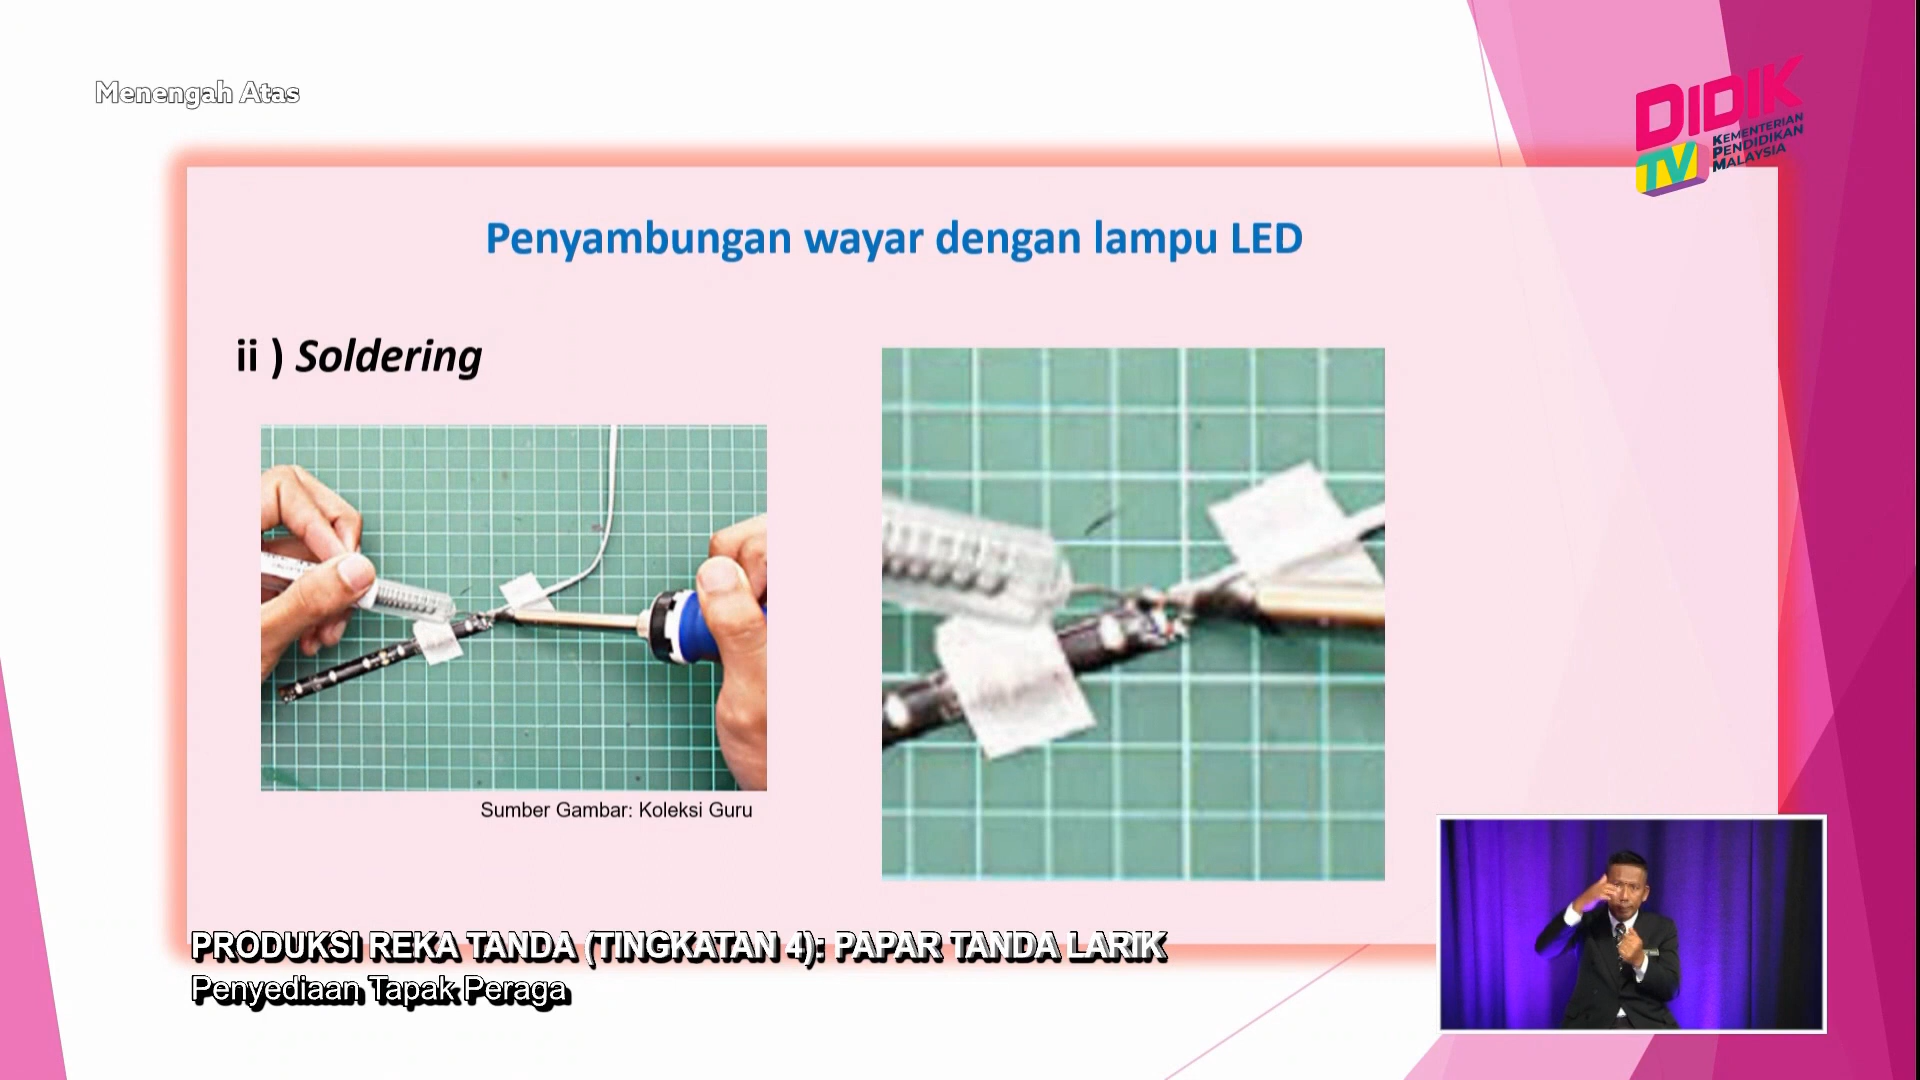 Menengah Atas
DIDIK
TV
KEMENTERIAN
PENDIDIKAN
MALAYSIA
Penyambungan wayar dengan lampu LED
ii ) Soldering
Sumber Gambar: Koleksi Guru
PRODUKSI REKA TANDA (TINGKATAN 4): PAPAR TANDA LARIK
Penyediaan Tapak Peraga